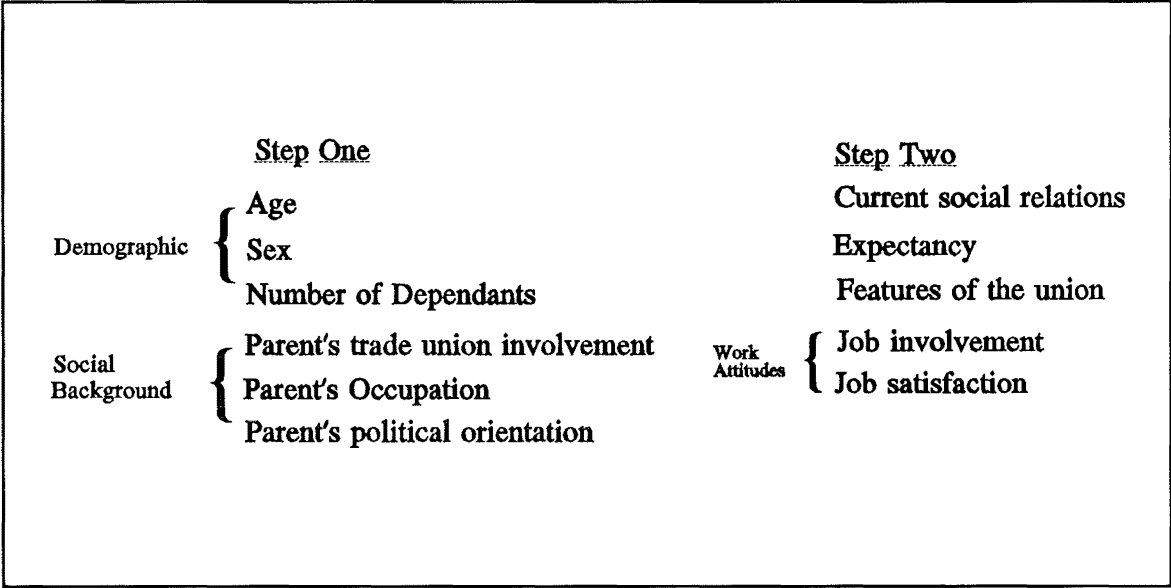 Step One
Demographic
Age
Sex
Number of Dependants
Social
Background
Parent's trade union involvement
Parent's Occupation
Parent's political orientation
Step Two
Current social relations
Expectancy
Features of the union
Work
Attitudes
Job involvement
Job satisfaction